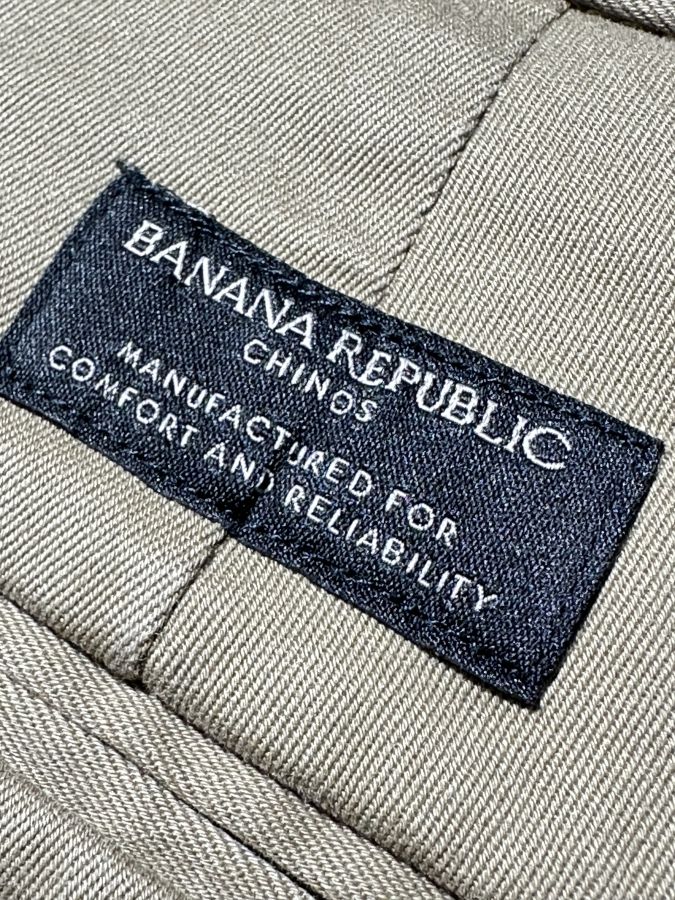 BANANA REPUBLIC
CHINOS
MANUFACTURED FOR
COMFORT AND RELIABILITY